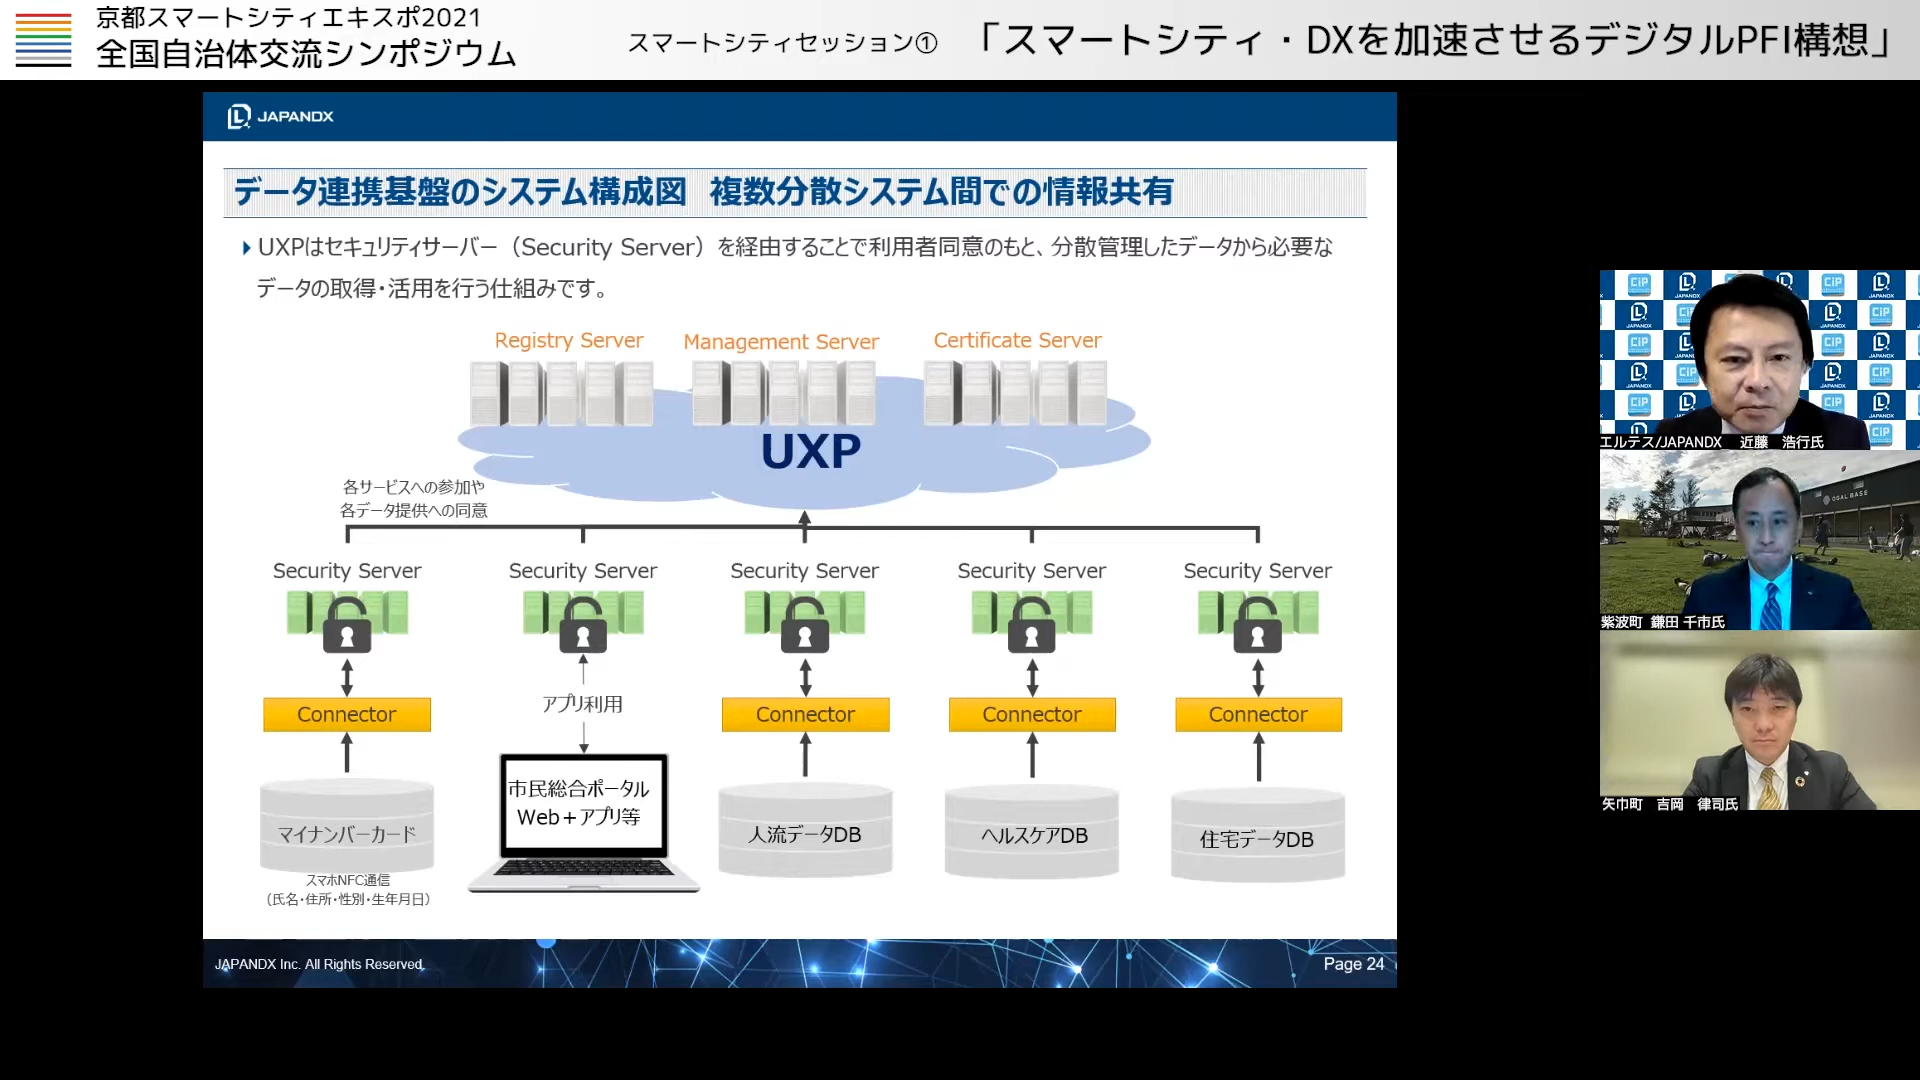 京都スマートシティエキスポ2021
全国自治体交流シンポジウム
スマートシティセッション① 「スマートシティ・DXを加速させるデジタルPFI構想」
JAPANDX
データ連携基盤のシステム構成図 複数分散システム間での情報共有
UXPはセキュリティサーバー（Security Server）を経由することで利用者同意のもと、分散管理したデータから必要な
データの取得・活用を行う仕組みです。
Registry Server Management Server Certificate Server
UXP
各サービスへの参加や
各データ提供への同意
Security Server Security Server Security Server Security Server Security Server
Connector アプリ利用 Connector Connector Connector
マイナンバーカード
市民総合ポータル
Web＋アプリ等
人流データDB ヘルスケアDB 住宅データDB
スマホNFC通信
（氏名・住所・性別・生年月日）
JAPANDX Inc. All Rights Reserved.
Page 24
エルテス/JAPANDX 近藤 浩行氏
OGAL BASE
紫波町 鎌田 千市氏
矢巾町 吉岡 律司氏